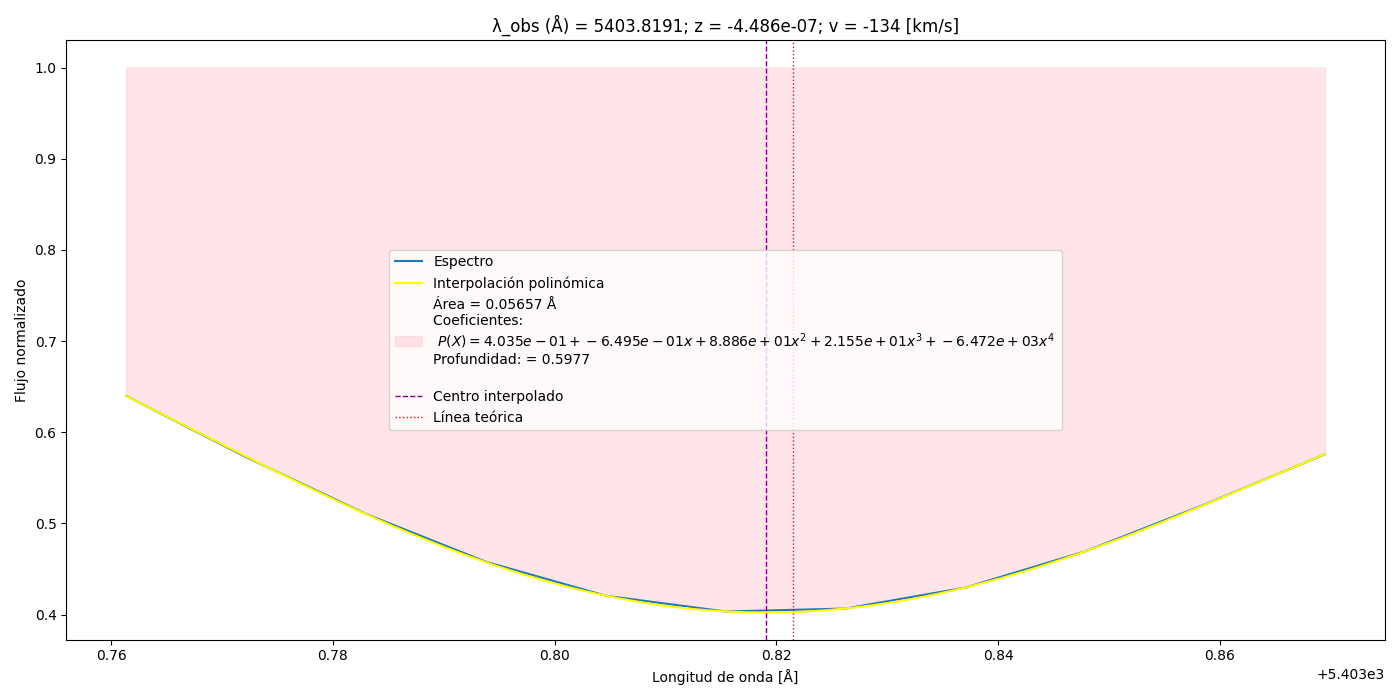 λ_obs (Å) = 5403.8191; z = -4.486e-07; v = -134 [km/s]
Flujo normalizado
1.0
0.9
0.8
0.7
0.6
0.5
0.4
Espectro
Interpolación polinómica
Área = 0.05657 Å
Coeficientes:
P(X) = 4.035e − 01 + −6.495e − 01x + 8.886e + 01x² + 2.155e + 01x³ + −6.472e + 03x⁴
Profundidad: = 0.5977
Centro interpolado
Línea teórica
0.76 0.78 0.80 0.82 0.84 0.86
+5.403e3
Longitud de onda [Å]